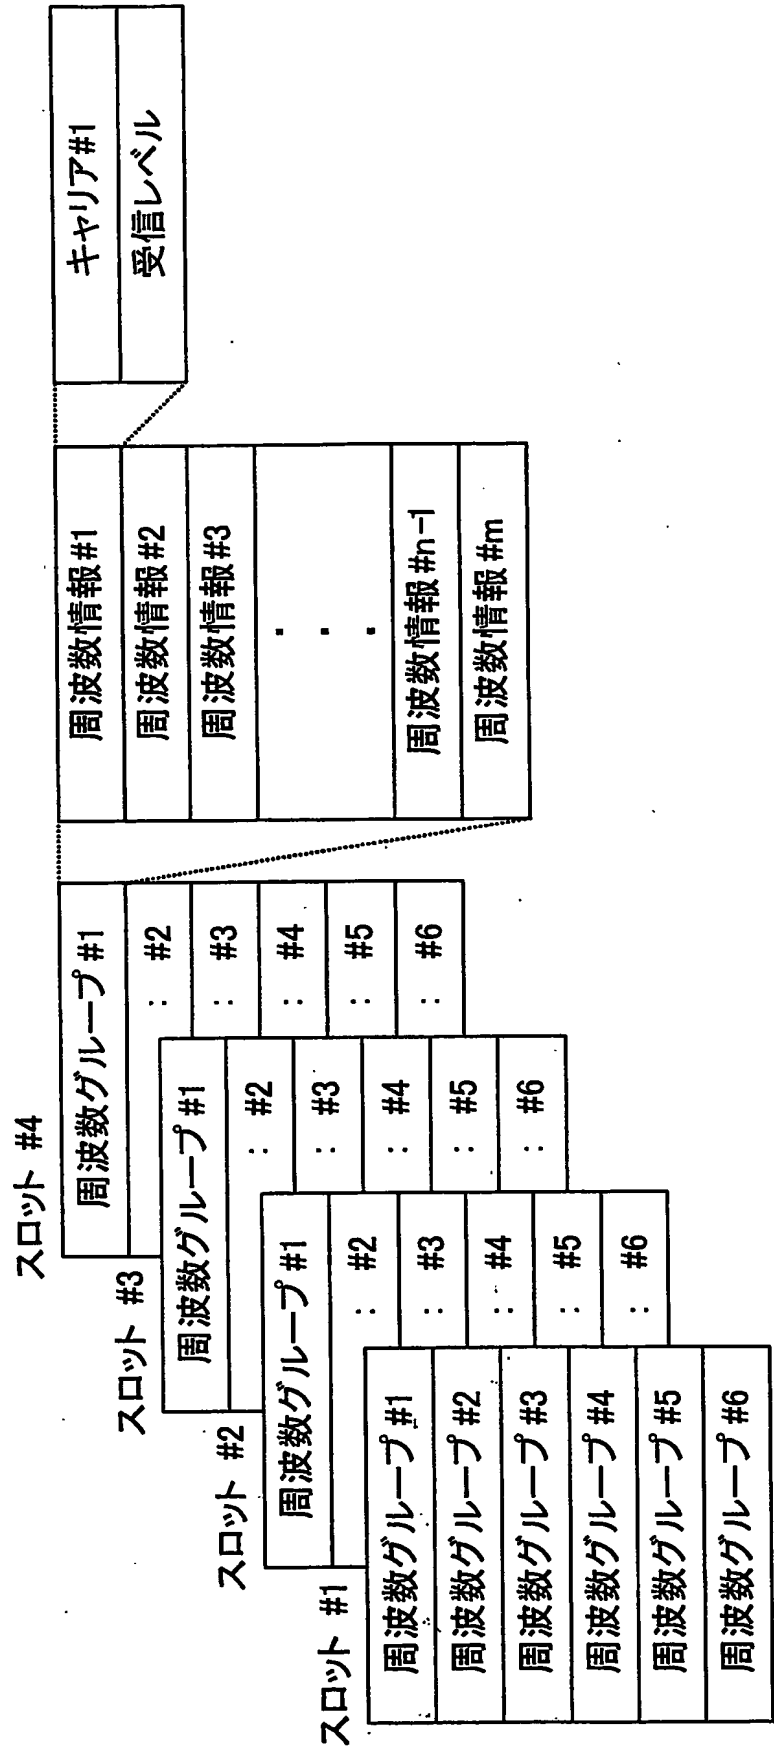 スロット #1
周波数グループ #1
周波数グループ #2
周波数グループ #3
周波数グループ #4
周波数グループ #5
周波数グループ #6
スロット #2
周波数グループ #1
: #2
: #3
: #4
: #5
: #6
スロット #3
周波数グループ #1
: #2
: #3
: #4
: #5
: #6
スロット #4
周波数グループ #1
: #2
: #3
: #4
: #5
: #6
周波数情報#1
周波数情報#2
周波数情報#3
・・・
周波数情報#n-1
周波数情報#m
キャリア#1
受信レベル